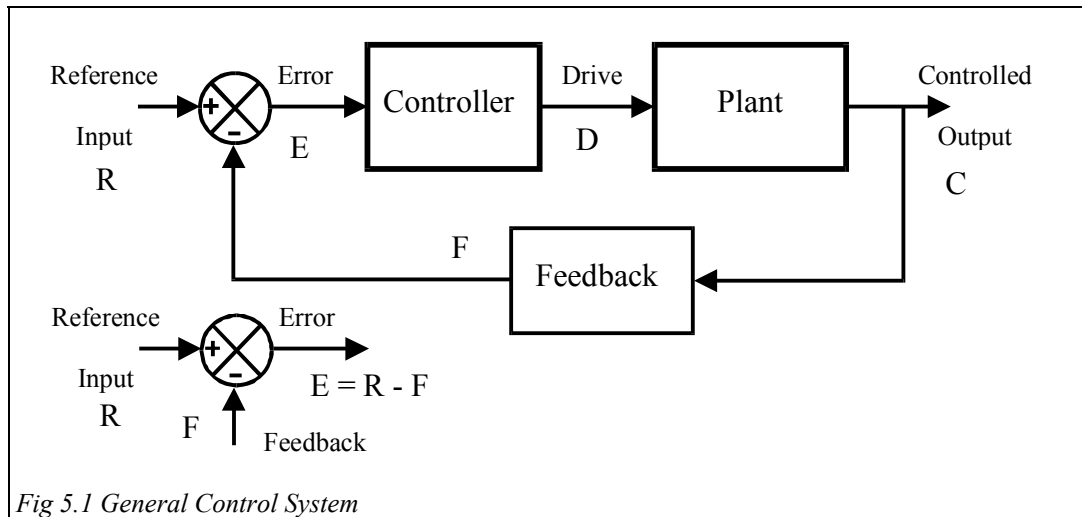 Reference
Input
R
+
-
Error
E
Controller
Drive
D
Plant
Controlled
Output
C
F
Feedback
Reference
Input
R
+
-
Error
E = R - F
F
Feedback
Fig 5.1 General Control System